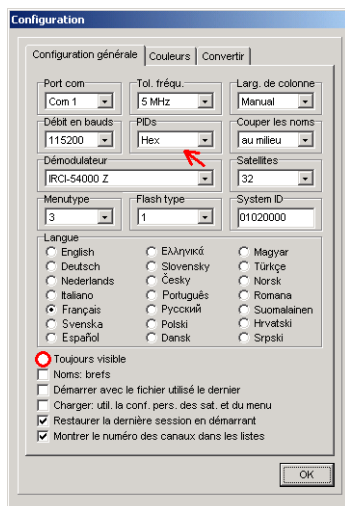 Configuration
Configuration générale Couleurs Convertir
Port com Tol. fréqu. Larg. de colonne
Com 1 5 MHz Manual
Débit en bauds PIDs Couper les noms
115200 Hex au milieu
Démodulateur Satellites
IRCI-54000 Z 32
Menutype Flash type System ID
3 1 01020000
Langue
English Ελληνικά Magyar
Deutsch Slovensky Türkçe
Nederlands Česky Norsk
Italiano Português Romana
Français Русский Suomalainen
Svenska Polski Hrvatski
Español Dansk Srpski
Toujours visible
Noms: brefs
Démarrer avec le fichier utilisé le dernier
Charger: util. la conf. pers. des sat. et du menu
Restaurer la dernière session en démarrant
Montrer le numéro des canaux dans les listes
OK